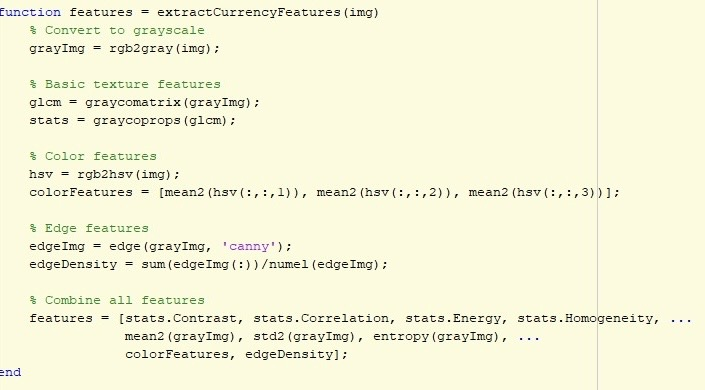 function features = extractCurrencyFeatures(img)
% Convert to grayscale
grayImg = rgb2gray(img);
% Basic texture features
glcm = graycomatrix(grayImg);
stats = graycoprops(glcm);
% Color features
hsv = rgb2hsv(img);
colorFeatures = [mean2(hsv(:,:,1)), mean2(hsv(:,:,2)), mean2(hsv(:,:,3))];
% Edge features
edgeImg = edge(grayImg, 'canny');
edgeDensity = sum(edgeImg(:))/numel(edgeImg);
% Combine all features
features = [stats.Contrast, stats.Correlation, stats.Energy, stats.Homogeneity, ...
mean2(grayImg), std2(grayImg), entropy(grayImg), ...
colorFeatures, edgeDensity];
end